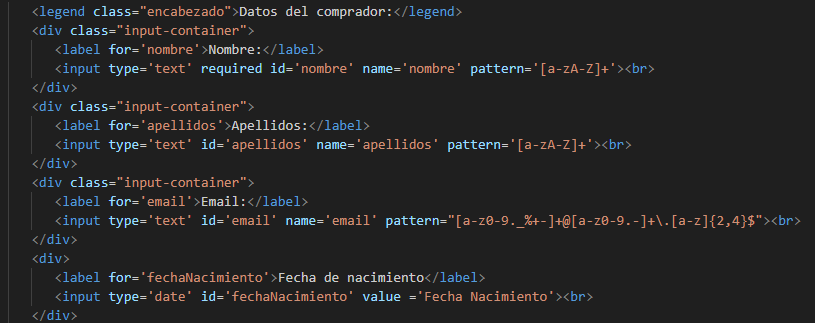 <legend class="encabezado">Datos del comprador:</legend>
<div class="input-container">
<label for='nombre'>Nombre:</label>
<input type='text' required id='nombre' name='nombre' pattern='[a-zA-Z]+'><br>
</div>
<div class="input-container">
<label for='apellidos'>Apellidos:</label>
<input type='text' id='apellidos' name='apellidos' pattern='[a-zA-Z]+'><br>
</div>
<div class="input-container">
<label for='email'>Email:</label>
<input type='text' id='email' name='email' pattern="[a-z0-9._%+-]+@[a-z0-9.-]+\.[a-z]{2,4}$"><br>
</div>
<div>
<label for='fechaNacimiento'>Fecha de nacimiento</label>
<input type='date' id='fechaNacimiento' value ='Fecha Nacimiento'><br>
</div>